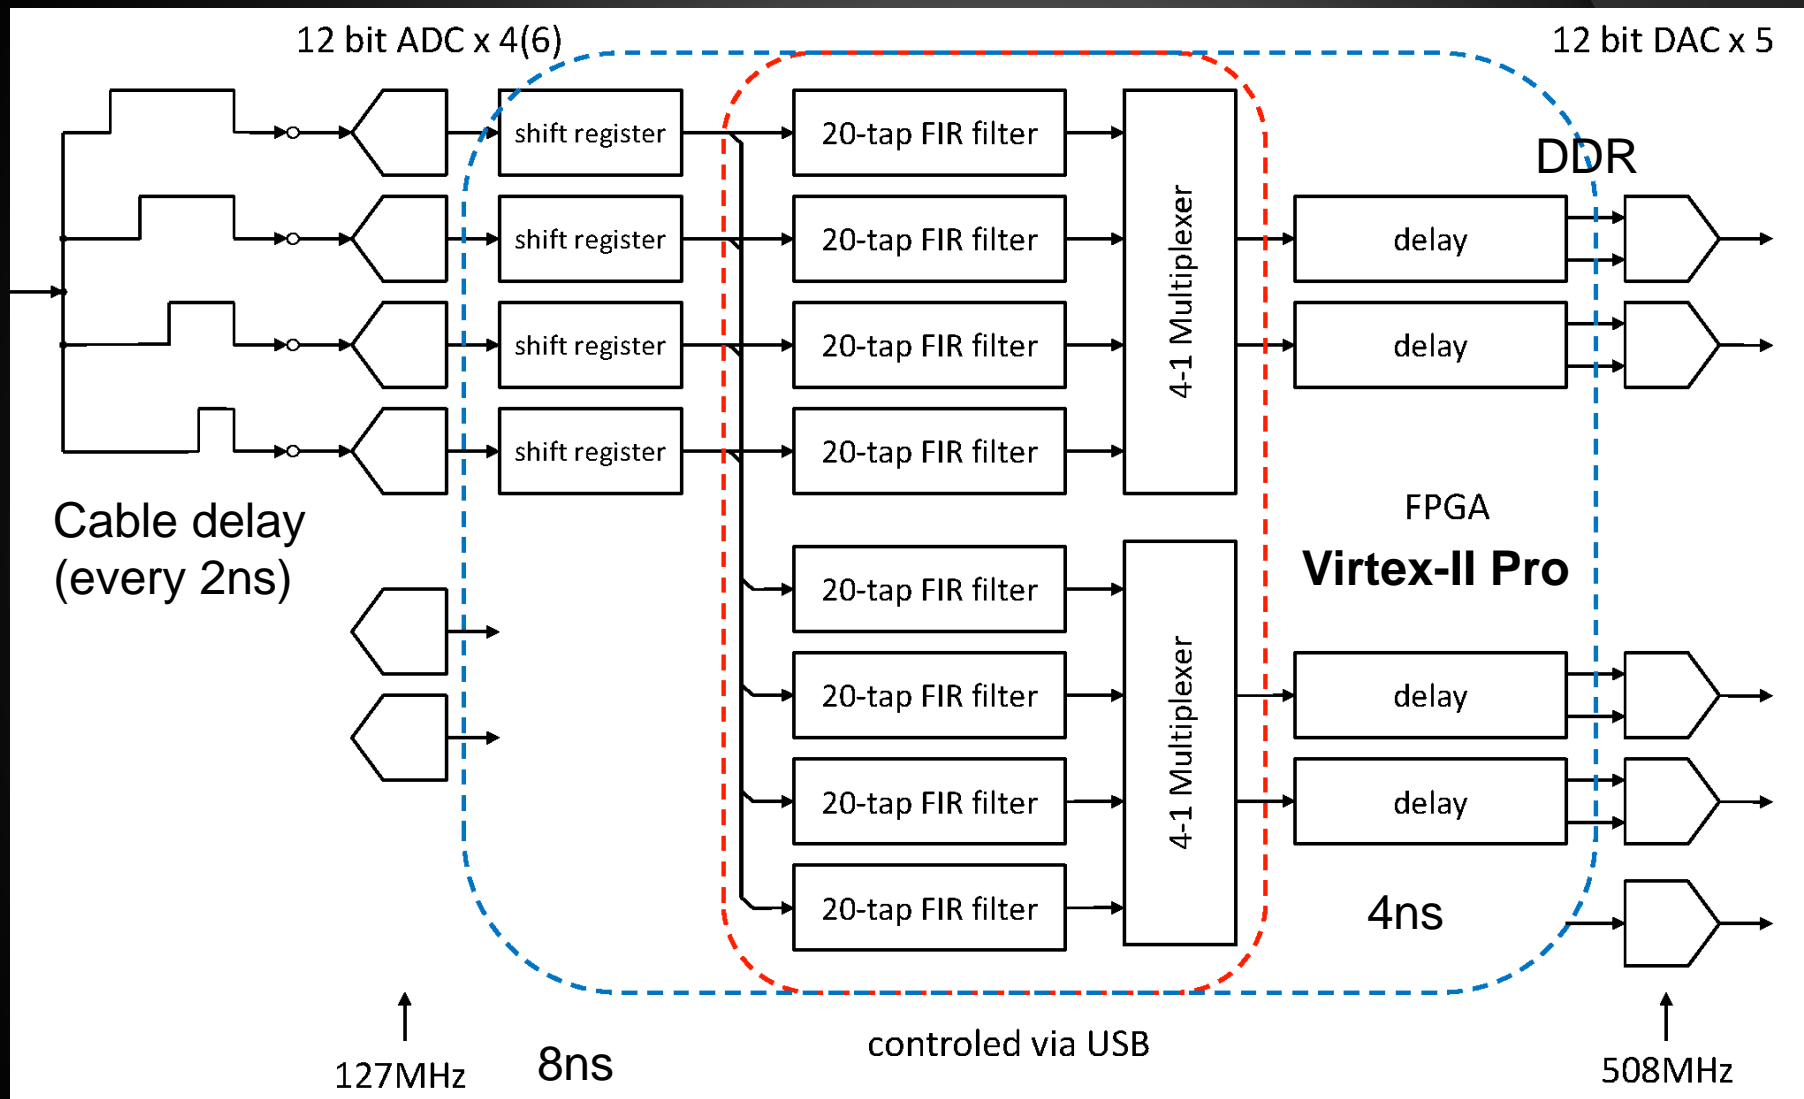 12 bit ADC x 4(6)
12 bit DAC x 5
shift register
20-tap FIR filter
DDR
shift register
20-tap FIR filter
4-1 Multiplexer
delay
shift register
20-tap FIR filter
delay
shift register
20-tap FIR filter
Cable delay
(every 2ns)
FPGA
Virtex-II Pro
20-tap FIR filter
20-tap FIR filter
4-1 Multiplexer
delay
20-tap FIR filter
delay
20-tap FIR filter
4ns
127MHz
8ns
controled via USB
508MHz